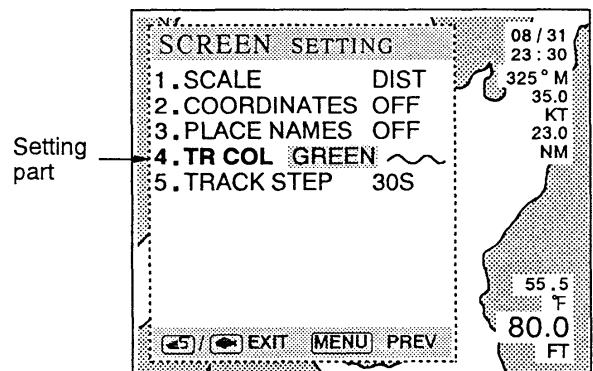 SCREEN SETTING
1.SCALE DIST
2.COORDINATES OFF
3.PLACE NAMES OFF
4.TR COL GREEN
5.TRACK STEP 30S
5 / EXIT MENU PREV
Setting
part
08/31
23:30
325°M
35.0
KT
23.0
NM
55.5
°F
80.0
FT